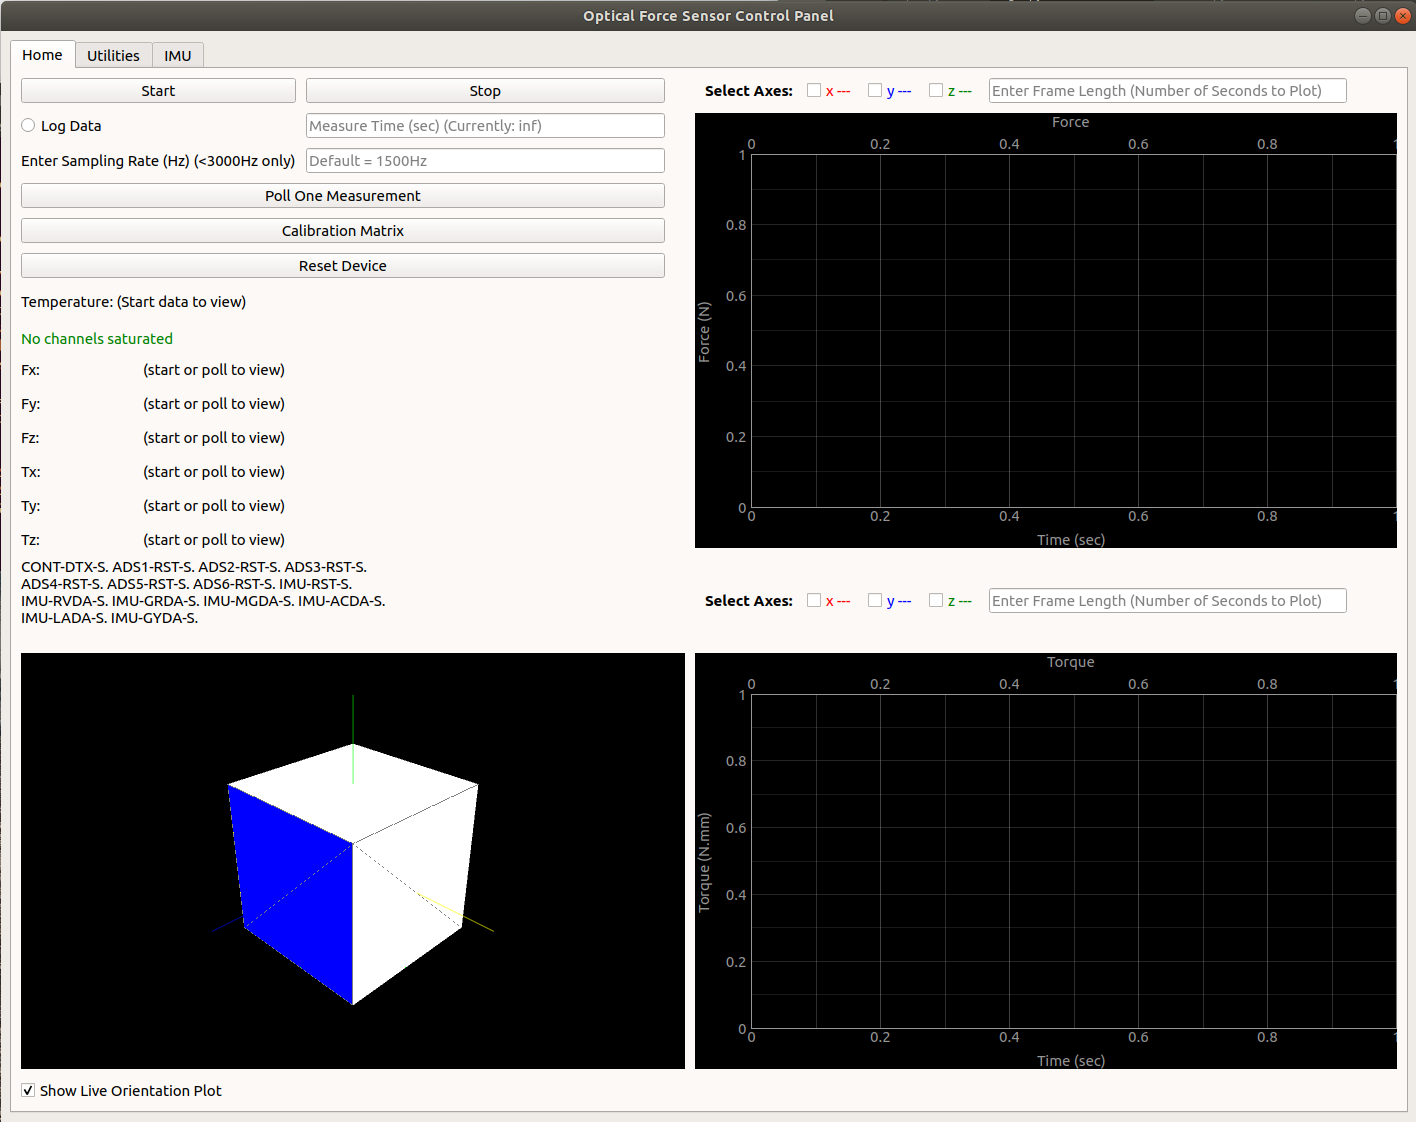 Optical Force Sensor Control Panel
Home Utilities IMU
Start Stop
Log Data Measure Time (sec) (Currently: inf)
Enter Sampling Rate (Hz) (<3000Hz only) Default = 1500Hz
Poll One Measurement
Calibration Matrix
Reset Device
Temperature: (Start data to view)
No channels saturated
Fx: (start or poll to view)
Fy: (start or poll to view)
Fz: (start or poll to view)
Tx: (start or poll to view)
Ty: (start or poll to view)
Tz: (start or poll to view)
CONT-DTX-S. ADS1-RST-S. ADS2-RST-S. ADS3-RST-S.
ADS4-RST-S. ADS5-RST-S. ADS6-RST-S. IMU-RST-S.
IMU-RVDA-S. IMU-GRDA-S. IMU-MGDA-S. IMU-ACDA-S.
IMU-LADA-S. IMU-GYDA-S.
Show Live Orientation Plot
Select Axes: x --- y --- z --- Enter Frame Length (Number of Seconds to Plot)
Force
0 0.2 0.4 0.6 0.8 1
1
0.8
0.6
0.4
0.2
0
Force (N)
0 0.2 0.4 0.6 0.8 1
Time (sec)
Select Axes: x --- y --- z --- Enter Frame Length (Number of Seconds to Plot)
Torque
0 0.2 0.4 0.6 0.8 1
1
0.8
0.6
0.4
0.2
0
Torque (N.mm)
0 0.2 0.4 0.6 0.8 1
Time (sec)